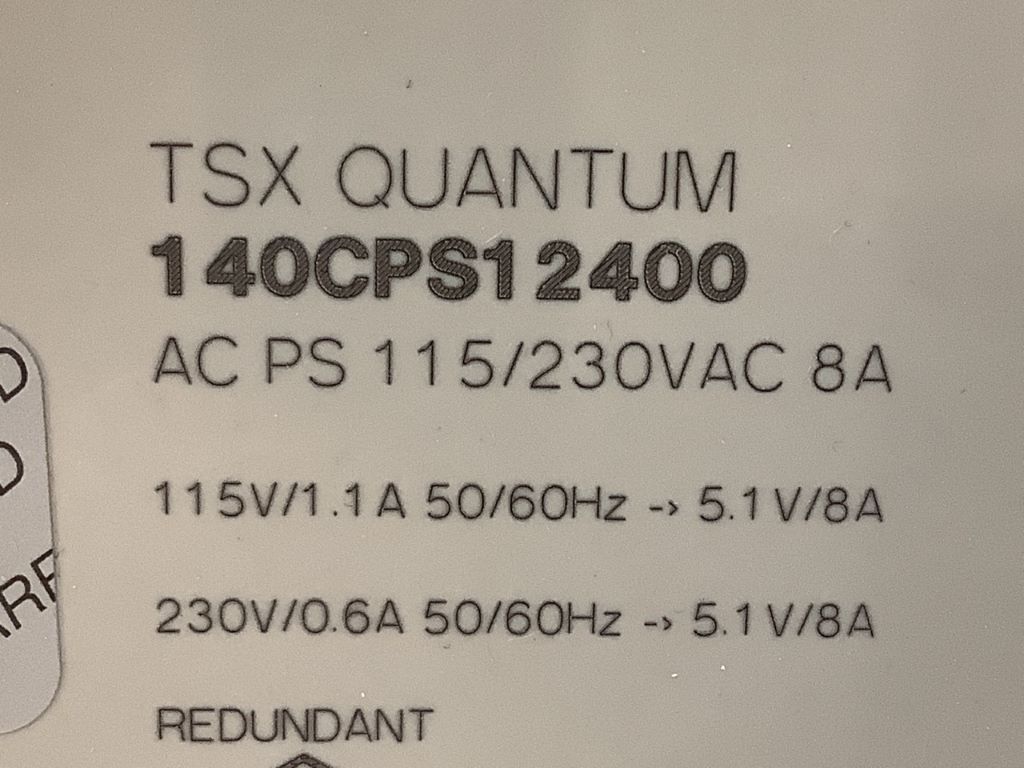 TSX QUANTUM
140CPS12400
AC PS 115/230VAC 8A
115V/1.1A 50/60Hz -> 5.1V/8A
230V/0.6A 50/60Hz -> 5.1V/8A
REDUNDANT